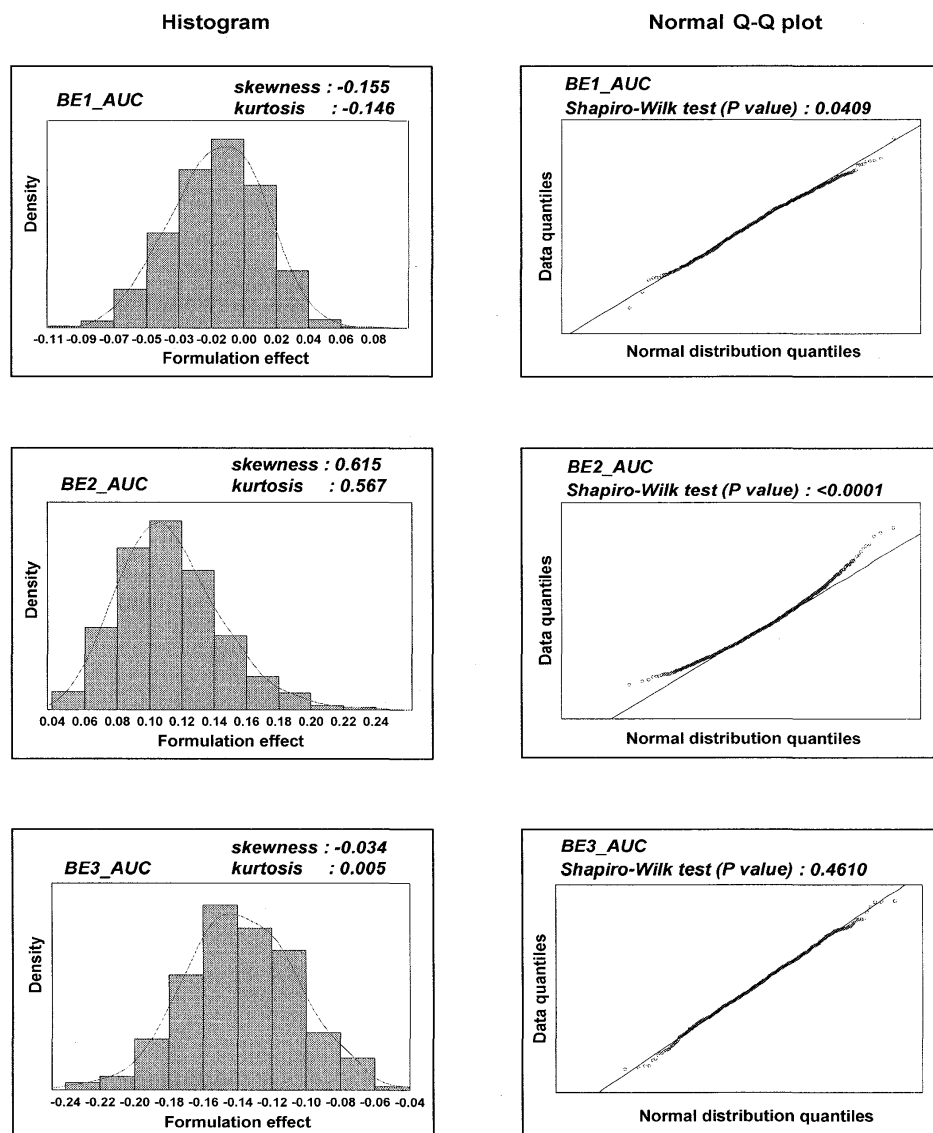 Histogram
Normal Q-Q plot
BE1_AUC
skewness : -0.155
kurtosis : -0.146
Density
-0.11 -0.09 -0.07 -0.05 -0.03 -0.02 0.00 0.02 0.04 0.06 0.08
Formulation effect
BE1_AUC
Shapiro-Wilk test (P value) : 0.0409
Data quantiles
Normal distribution quantiles
BE2_AUC
skewness : 0.615
kurtosis : 0.567
Density
0.04 0.06 0.08 0.10 0.12 0.14 0.16 0.18 0.20 0.22 0.24
Formulation effect
BE2_AUC
Shapiro-Wilk test (P value) : <0.0001
Data quantiles
Normal distribution quantiles
BE3_AUC
skewness : -0.034
kurtosis : 0.005
Density
-0.24 -0.22 -0.20 -0.18 -0.16 -0.14 -0.12 -0.10 -0.08 -0.06 -0.04
Formulation effect
BE3_AUC
Shapiro-Wilk test (P value) : 0.4610
Data quantiles
Normal distribution quantiles